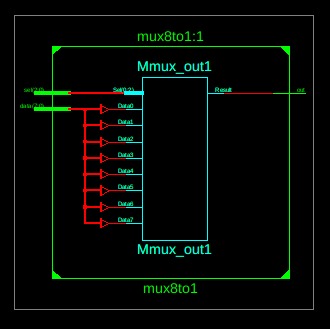 mux8to1:1
Mmux_out1
sel(2:0)
Sel(0:2)
Result
out
data(7:0)
Data0
Data1
Data2
Data3
Data4
Data5
Data6
Data7
Mmux_out1
mux8to1